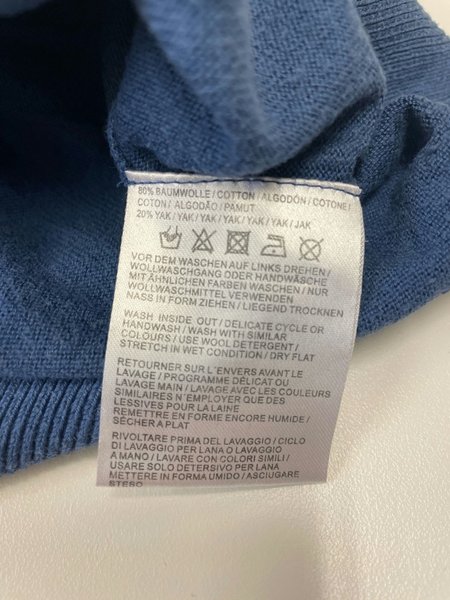 80% BAUMWOLLE / COTTON / ALGODÓN / COTONE /
COTON / ALGODÃO / PAMUT
20% YAK / YAK / YAK / YAK / YAK / YAK / JAK
VOR DEM WASCHEN AUF LINKS DREHEN /
WOLLWASCHGANG ODER HANDWÄSCHE
MIT ÄHNLICHEN FARBEN WASCHEN / NUR
WOLLWASCHMITTEL VERWENDEN
NASS IN FORM ZIEHEN / LIEGEND TROCKNEN
WASH INSIDE OUT / DELICATE CYCLE OR
HANDWASH / WASH WITH SIMILAR
COLOURS / USE WOOL DETERGENT /
STRETCH IN WET CONDITION / DRY FLAT
RETOURNER SUR L'ENVERS AVANT LE
LAVAGE / PROGRAMME DÉLICAT OU
LAVAGE MAIN / LAVAGE AVEC LES COULEURS
SIMILAIRES N'EMPLOYER QUE DES
LESSIVES POUR LA LAINE
REMETTRE EN FORME ENCORE HUMIDE /
SÉCHER A PLAT
RIVOLTARE PRIMA DEL LAVAGGIO / CICLO
DI LAVAGGIO PER LANA O LAVAGGIO
A MANO / LAVARE CON COLORI SIMILI /
USARE SOLO DETERSIVO PER LANA
METTERE IN FORMA UMIDO / ASCIUGARE
STESO